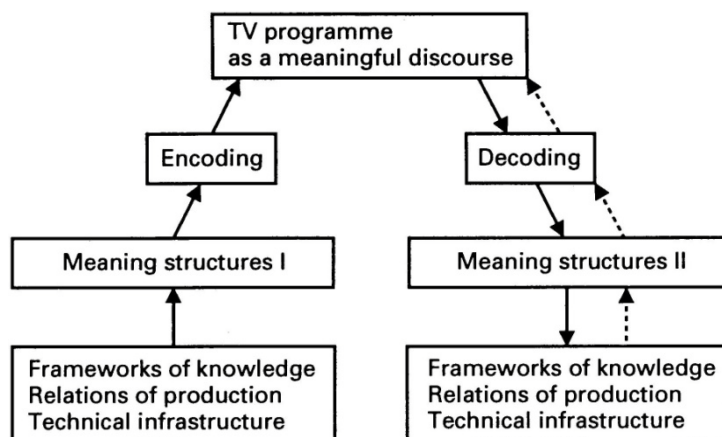 TV programme
as a meaningful discourse
Encoding
Decoding
Meaning structures I
Meaning structures II
Frameworks of knowledge
Relations of production
Technical infrastructure
Frameworks of knowledge
Relations of production
Technical infrastructure